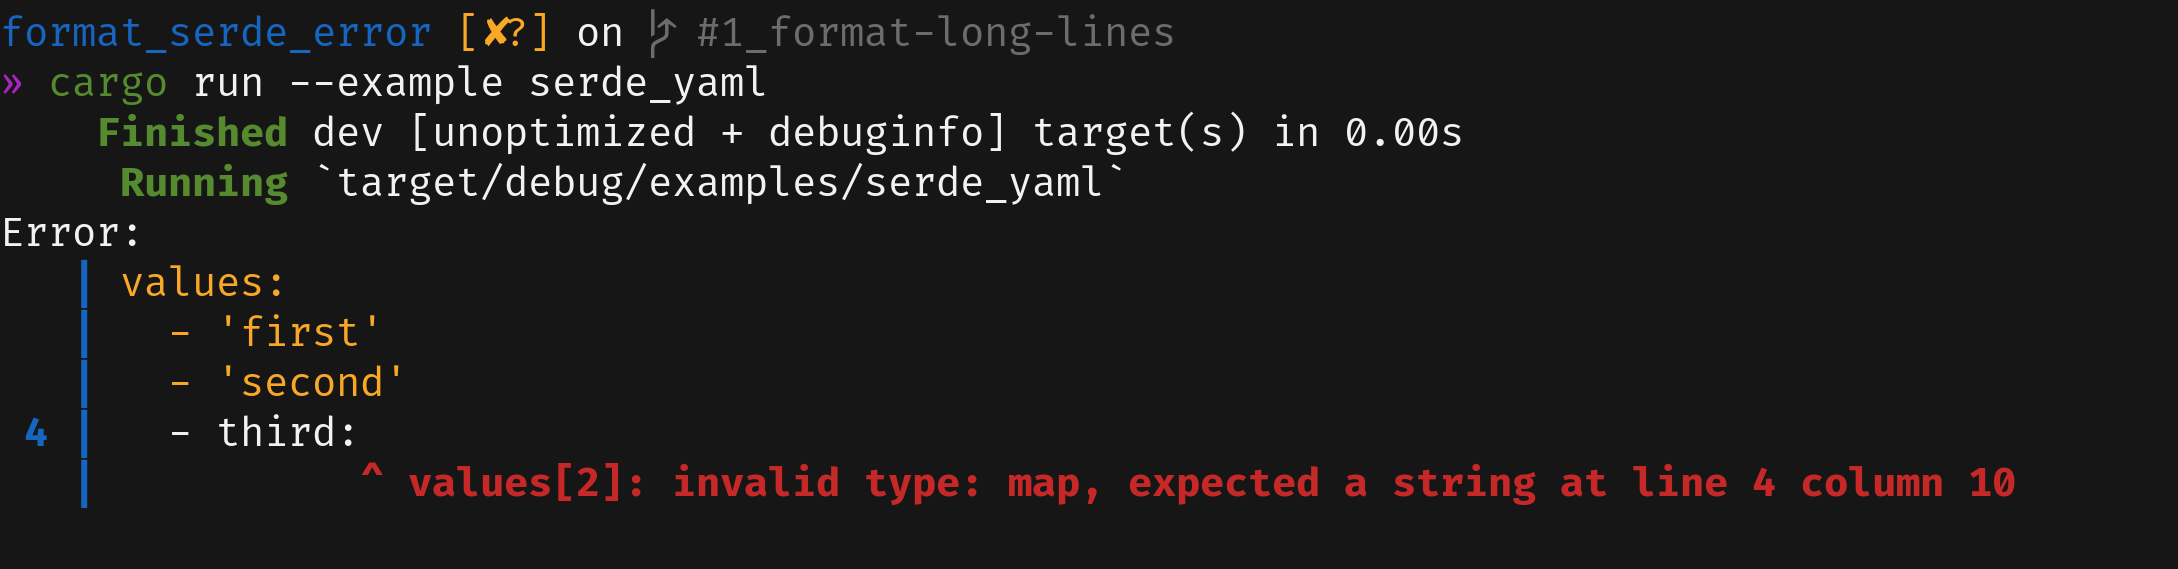 format_serde_error [✘?] on  #1_format-long-lines
» cargo run --example serde_yaml
    Finished dev [unoptimized + debuginfo] target(s) in 0.00s
     Running `target/debug/examples/serde_yaml`
Error:
   | values:
   |   - 'first'
   |   - 'second'
 4 |   - third:
   |           ^ values[2]: invalid type: map, expected a string at line 4 column 10